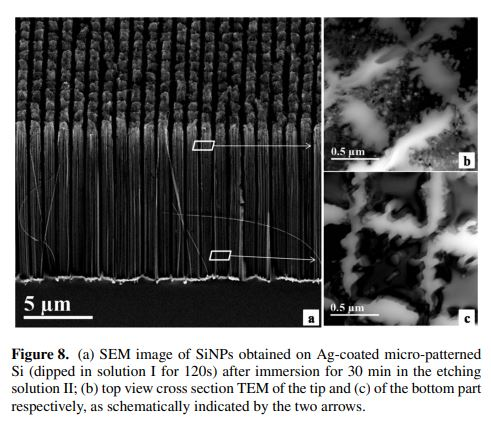 0.5 µm
b
0.5 µm
c
5 µm
a
Figure 8. (a) SEM image of SiNPs obtained on Ag-coated micro-patterned
Si (dipped in solution I for 120s) after immersion for 30 min in the etching
solution II; (b) top view cross section TEM of the tip and (c) of the bottom part
respectively, as schematically indicated by the two arrows.